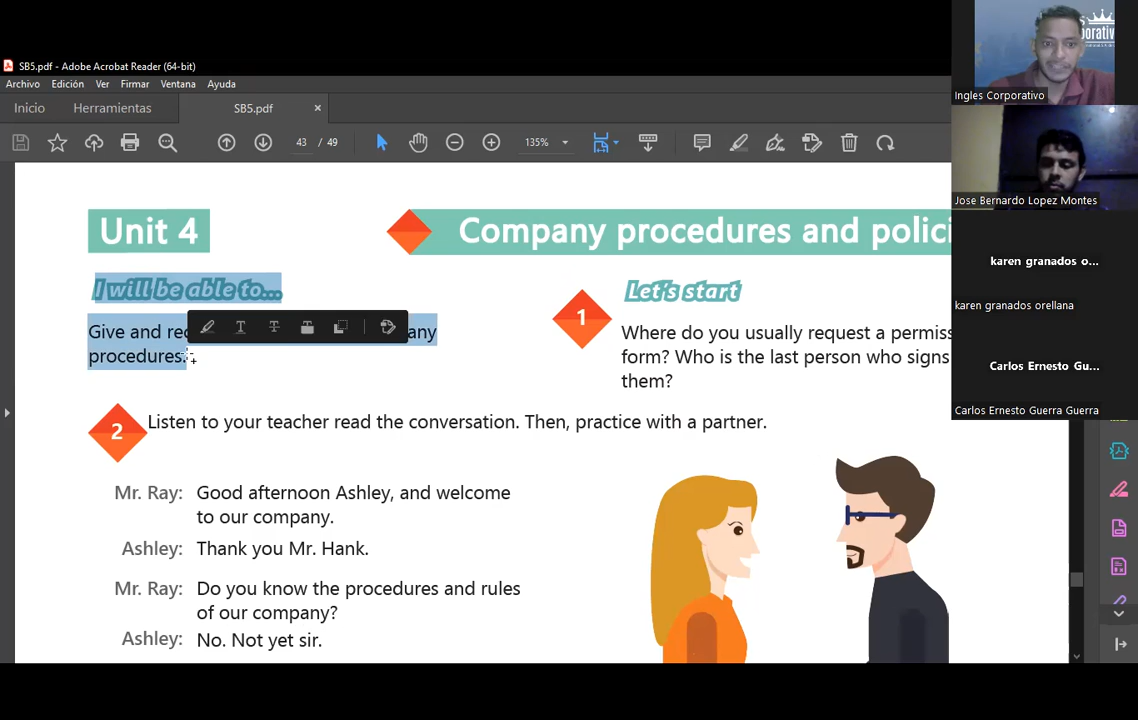 SB5.pdf - Adobe Acrobat Reader (64-bit)
Archivo Edición Ver Firmar Ventana Ayuda
Inicio Herramientas SB5.pdf ×
43 / 49 135%
Unit 4
Company procedures and polici
I will be able to...
Give and re any
procedures.
Let's start
1
Where do you usually request a permiss
form? Who is the last person who signs
them?
2 Listen to your teacher read the conversation. Then, practice with a partner.
Mr. Ray: Good afternoon Ashley, and welcome
to our company.
Ashley: Thank you Mr. Hank.
Mr. Ray: Do you know the procedures and rules
of our company?
Ashley: No. Not yet sir.
orativo
Ingles Corporativo
Jose Bernardo Lopez Montes
karen granados o...
karen granados orellana
Carlos Ernesto Gu...
Carlos Ernesto Guerra Guerra